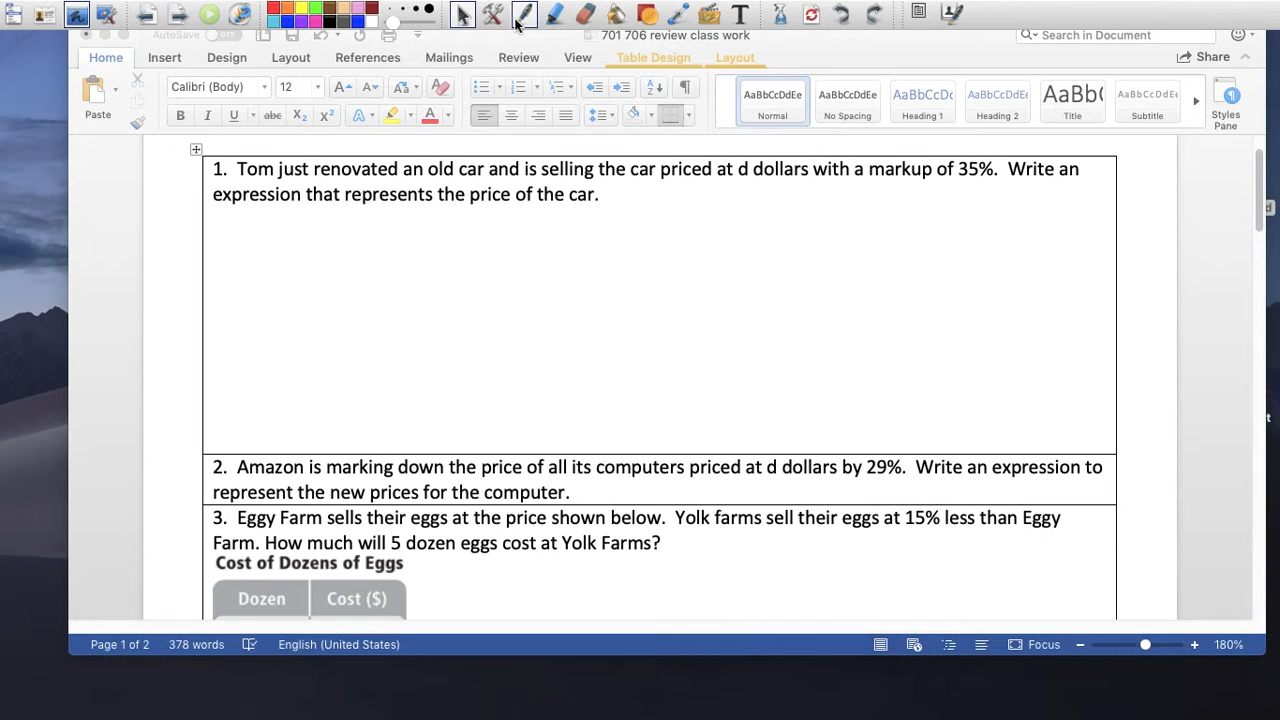 AutoSave OFF
701 706 review class work
Search in Document
Home Insert Design Layout References Mailings Review View Table Design Layout Share
Paste
Calibri (Body) 12
AaBbCcDdEe AaBbCcDdEe AaBbCcDc AaBbCcDdEe AaBbCcDc AaBbCcDdEe
Normal No Spacing Heading 1 Heading 2 Title Subtitle
Styles
Pane
1. Tom just renovated an old car and is selling the car priced at d dollars with a markup of 35%. Write an
expression that represents the price of the car.
2. Amazon is marking down the price of all its computers priced at d dollars by 29%. Write an expression to
represent the new prices for the computer.
3. Eggy Farm sells their eggs at the price shown below. Yolk farms sell their eggs at 15% less than Eggy
Farm. How much will 5 dozen eggs cost at Yolk Farms?
Cost of Dozens of Eggs
Dozen Cost ($)
Page 1 of 2 378 words English (United States) Focus 180%